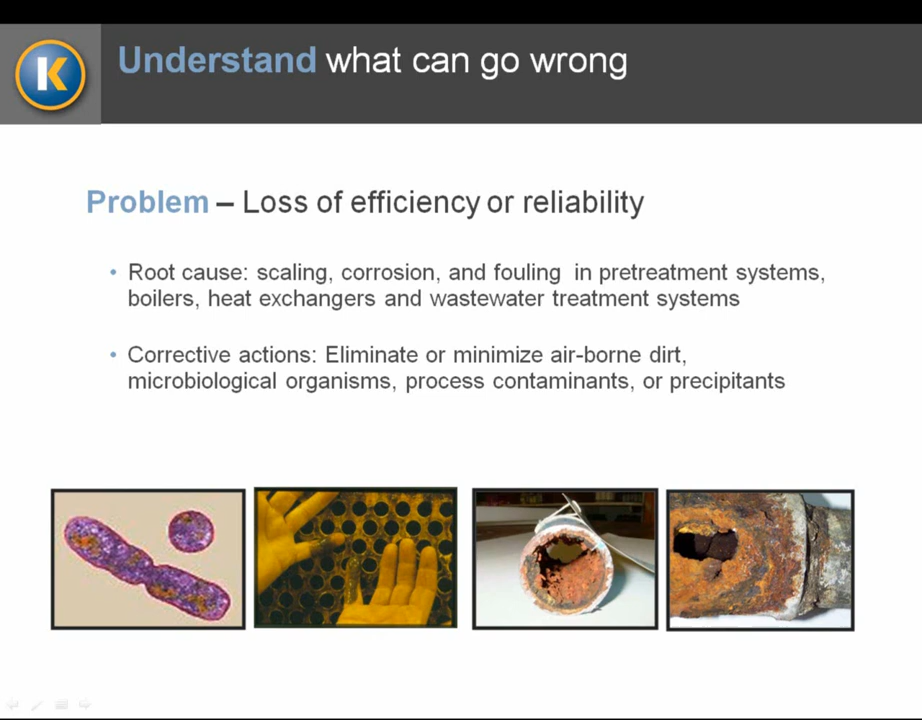 K
Understand what can go wrong
Problem – Loss of efficiency or reliability
• Root cause: scaling, corrosion, and fouling in pretreatment systems,
boilers, heat exchangers and wastewater treatment systems
• Corrective actions: Eliminate or minimize air-borne dirt,
microbiological organisms, process contaminants, or precipitants